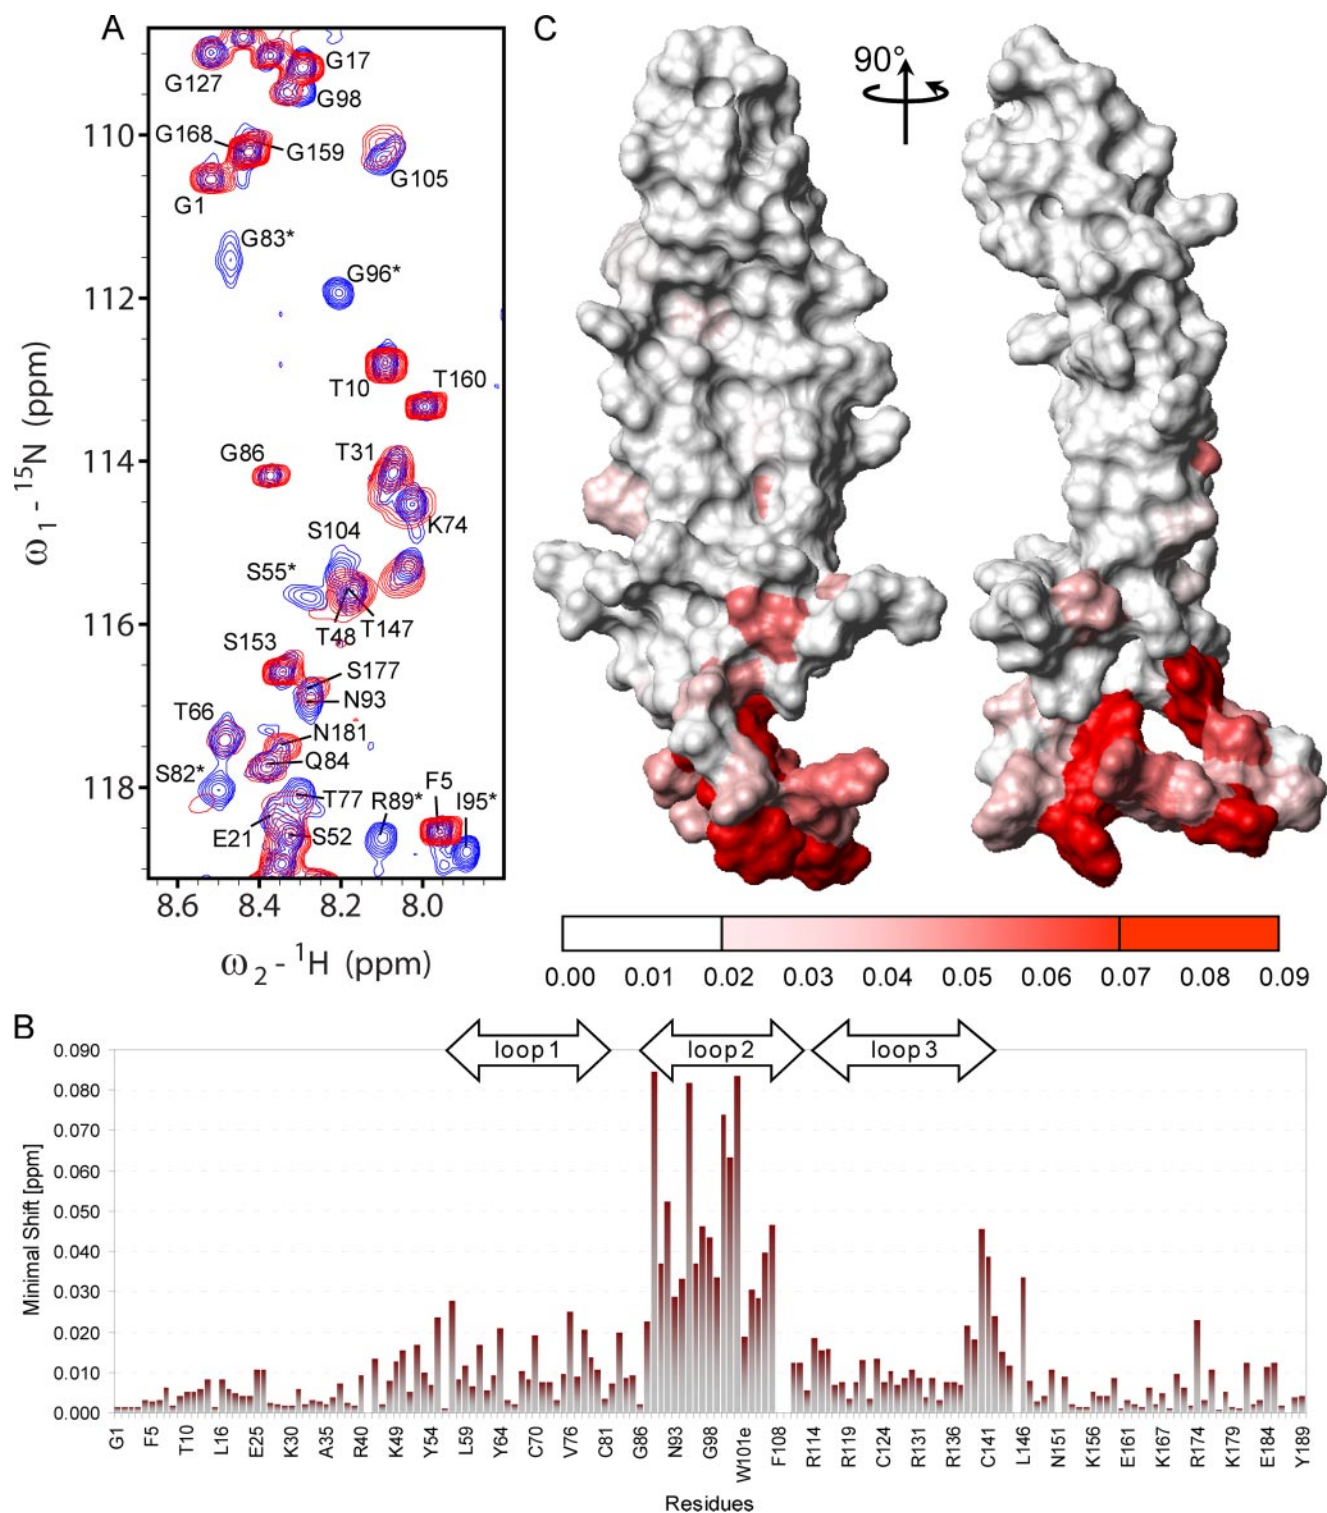 A
C
G17
G127
G98
90°
110
G168
G159
G105
G1
G83*
G96*
112
T10
T160
G86
T31
114
K74
S104
S55*
T48
T147
116
S153
S177
N93
T66
N181
Q84
S82*
118
T77
F5
R89*
I95*
E21
S52
ω1 - 15N (ppm)
8.6 8.4 8.2 8.0
ω2 - 1H (ppm)
0.00 0.01 0.02 0.03 0.04 0.05 0.06 0.07 0.08 0.09
B
loop1 loop2 loop3
0.090
0.080
0.070
0.060
0.050
0.040
0.030
0.020
0.010
0.000
Minimal Shift [ppm]
G1 F5 T10 L16 E25 K30 A35 R40 K49 Y54 L59 Y64 C70 V76 C81 G86 N93 G98 W101e F108 R114 R119 C124 R131 R136 C141 L146 N151 K156 E161 K167 R174 K179 E184 Y189
Residues